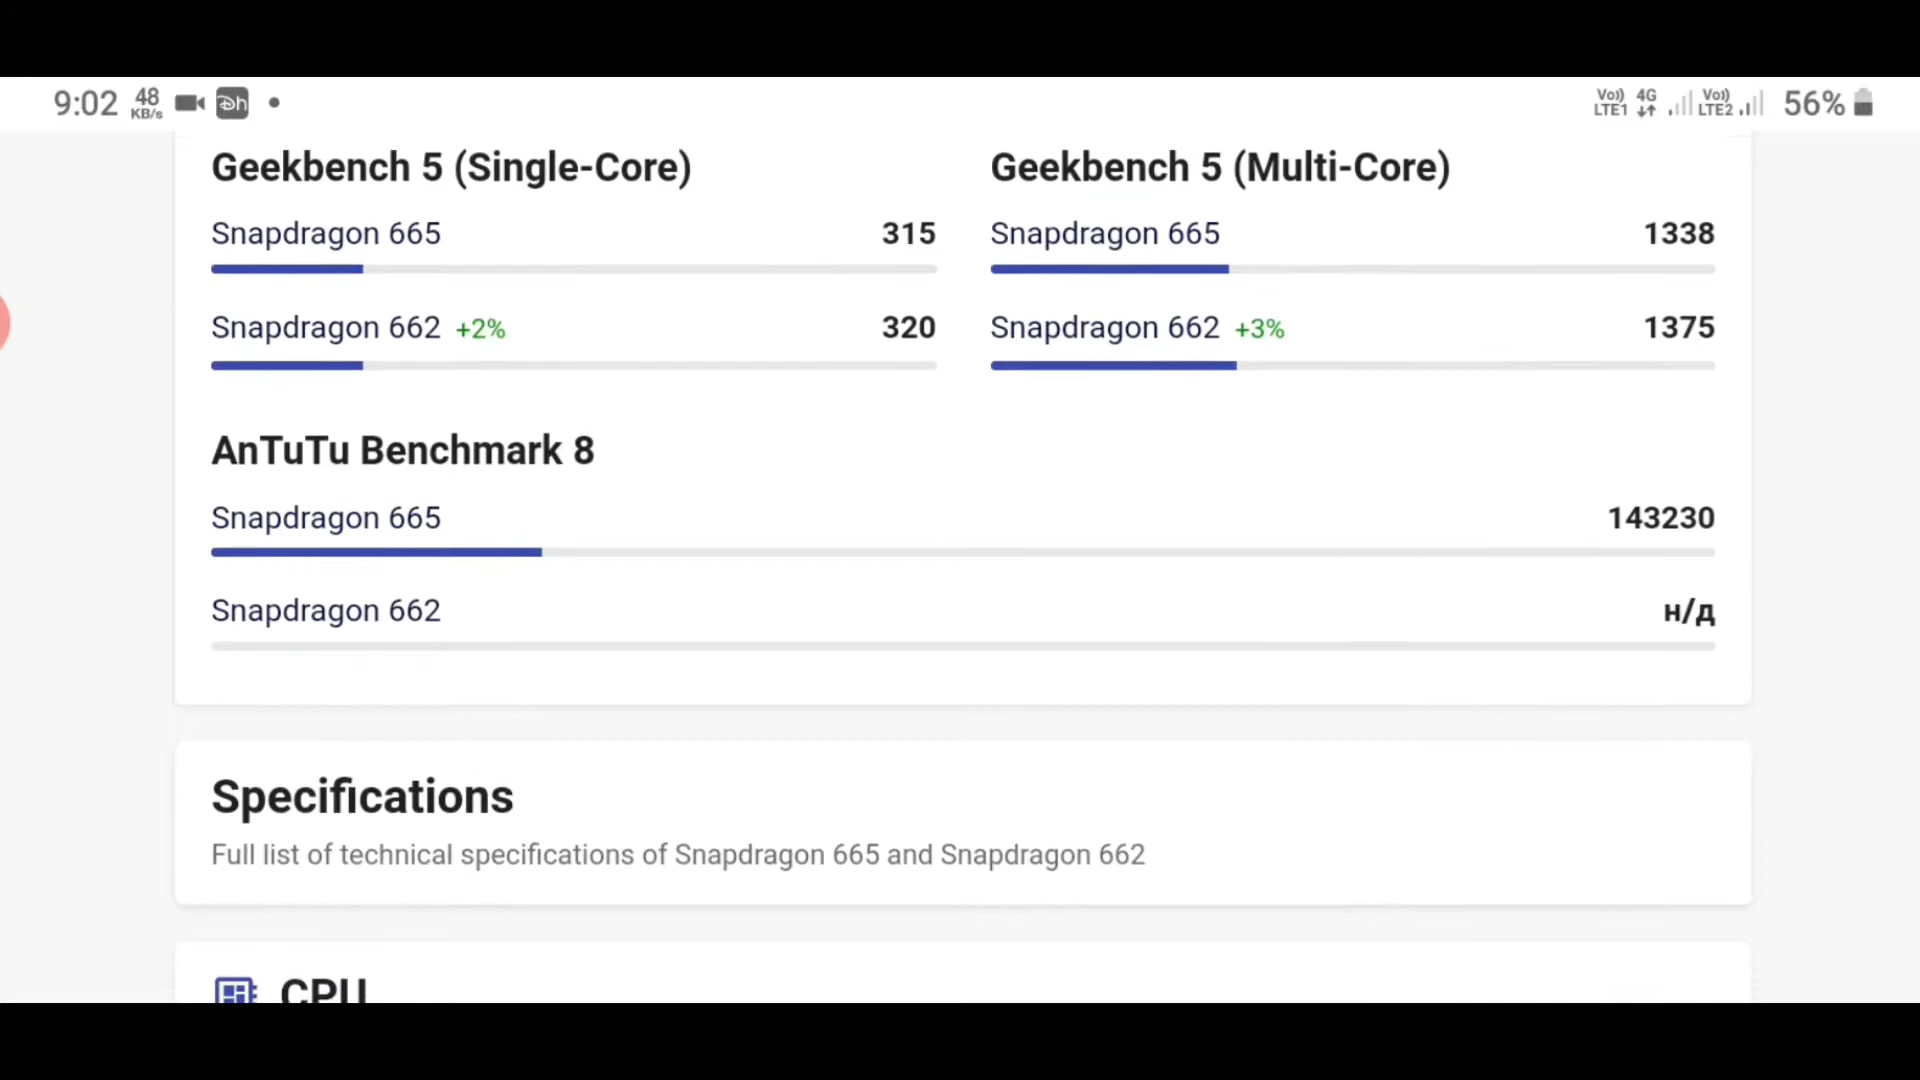 9:02 48 KB/s Dh Vo)) LTE1 4G Vo)) LTE2 56%
Geekbench 5 (Single-Core)
Snapdragon 665 315
Snapdragon 662 +2% 320
Geekbench 5 (Multi-Core)
Snapdragon 665 1338
Snapdragon 662 +3% 1375
AnTuTu Benchmark 8
Snapdragon 665 143230
Snapdragon 662 н/д
Specifications
Full list of technical specifications of Snapdragon 665 and Snapdragon 662
CPU